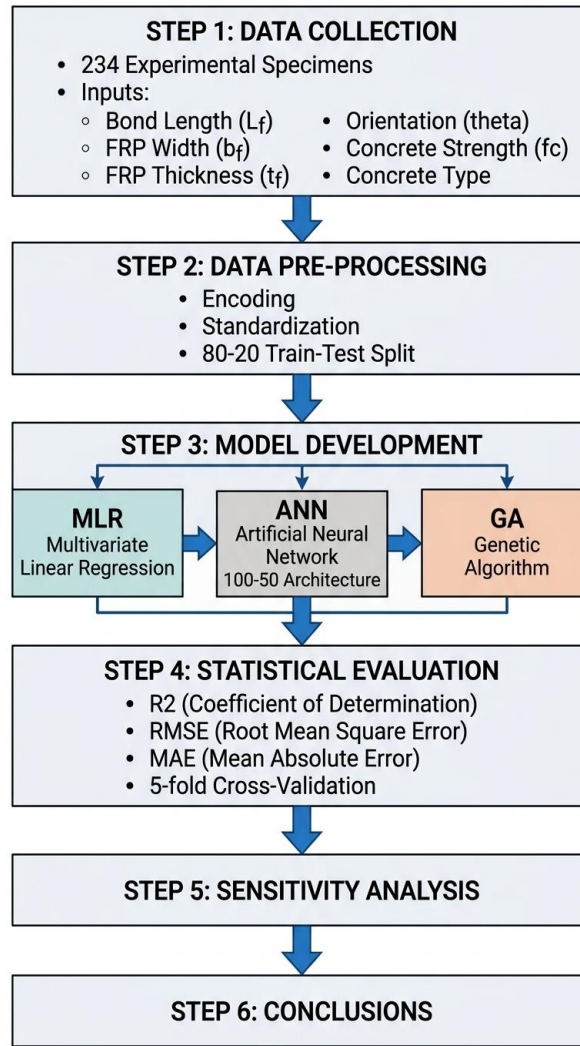 STEP 1: DATA COLLECTION
• 234 Experimental Specimens
• Inputs:
○ Bond Length (Lf)
○ FRP Width (bf)
○ FRP Thickness (tf)
• Orientation (theta)
• Concrete Strength (fc)
• Concrete Type
STEP 2: DATA PRE-PROCESSING
• Encoding
• Standardization
• 80-20 Train-Test Split
STEP 3: MODEL DEVELOPMENT
MLR
Multivariate
Linear Regression
ANN
Artificial Neural
Network
100-50 Architecture
GA
Genetic
Algorithm
STEP 4: STATISTICAL EVALUATION
• R2 (Coefficient of Determination)
• RMSE (Root Mean Square Error)
• MAE (Mean Absolute Error)
• 5-fold Cross-Validation
STEP 5: SENSITIVITY ANALYSIS
STEP 6: CONCLUSIONS